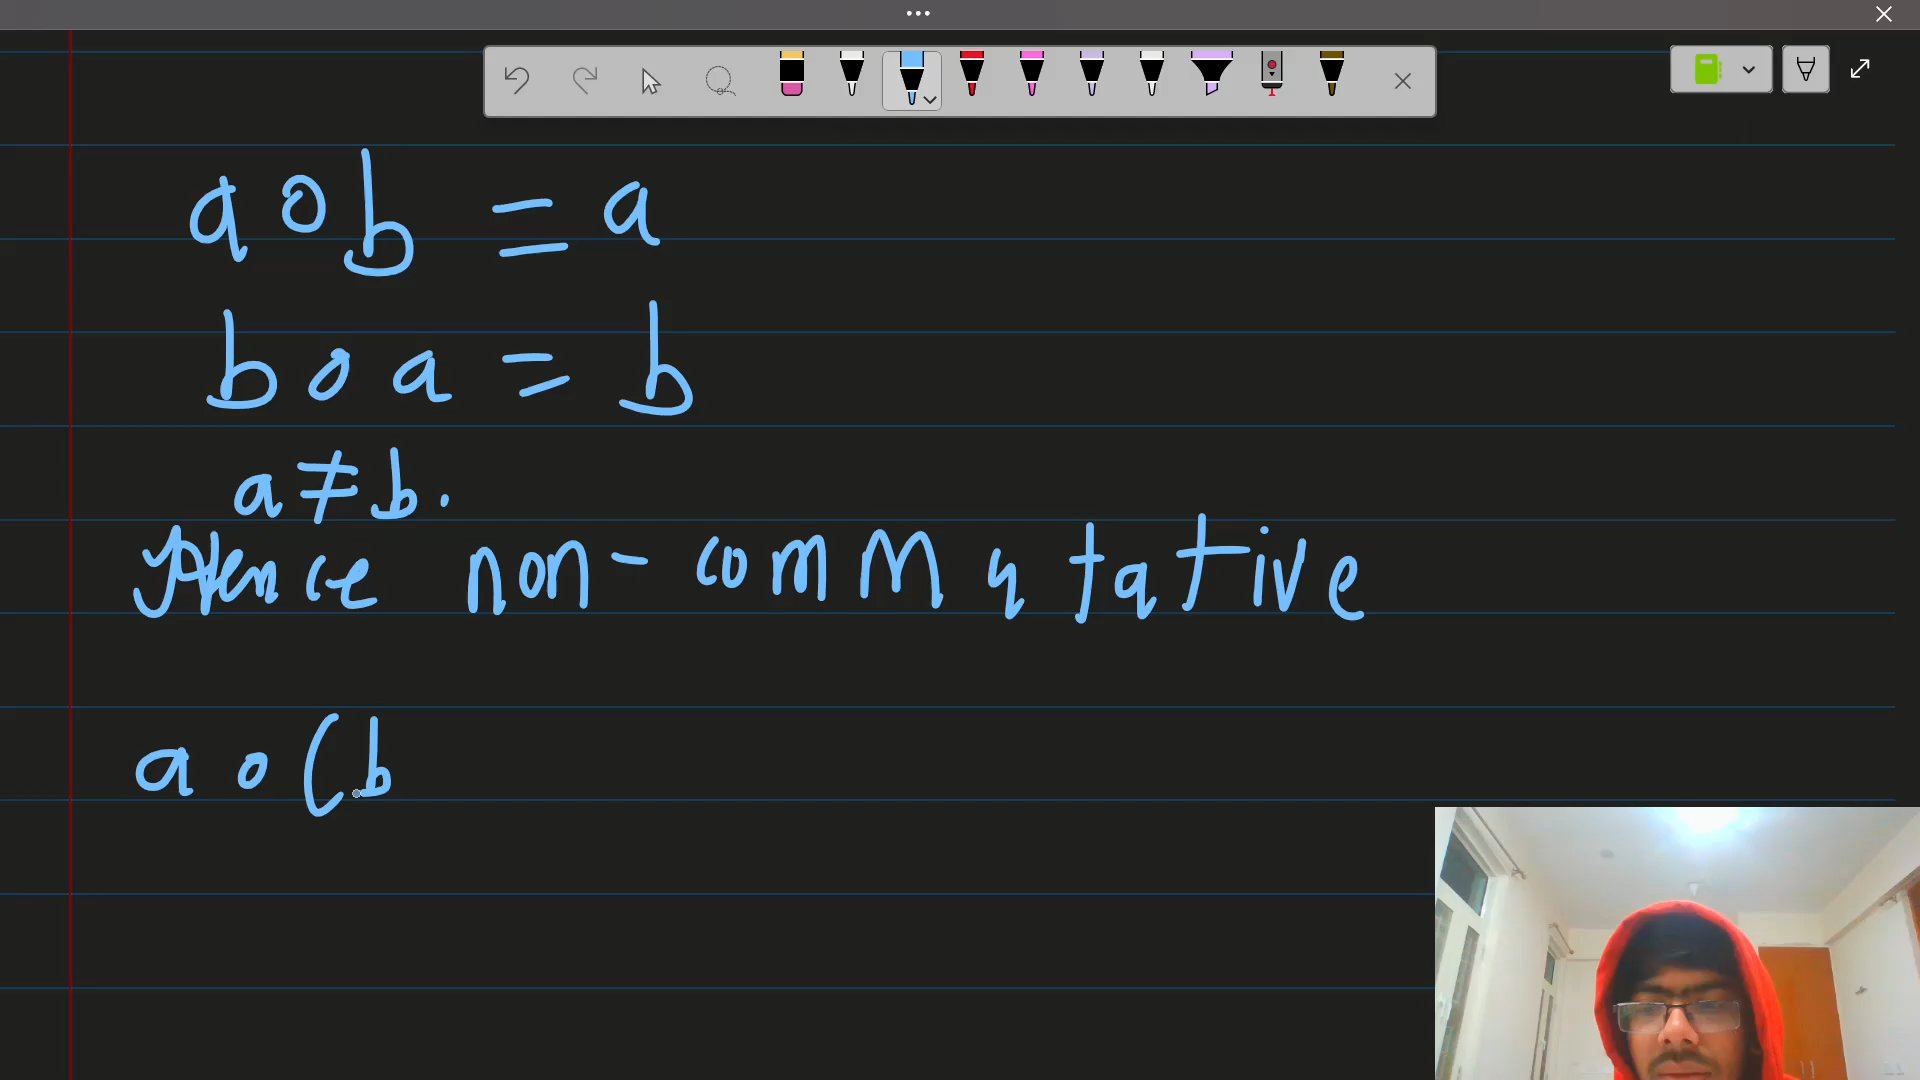 a o b = a
b o a = b
a ≠ b.
Hence non-commutative
a o (b